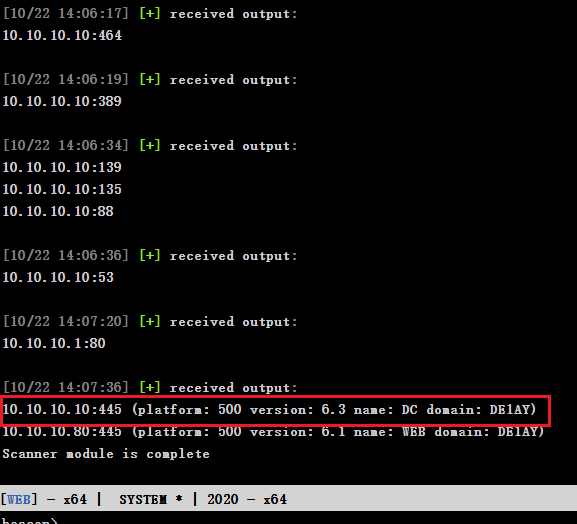 [10/22 14:06:17] [+] received output:
10.10.10.10:464
[10/22 14:06:19] [+] received output:
10.10.10.10:389
[10/22 14:06:34] [+] received output:
10.10.10.10:139
10.10.10.10:135
10.10.10.10:88
[10/22 14:06:36] [+] received output:
10.10.10.10:53
[10/22 14:07:20] [+] received output:
10.10.10.1:80
[10/22 14:07:36] [+] received output:
10.10.10.10:445 (platform: 500 version: 6.3 name: DC domain: DE1AY)
10.10.10.80:445 (platform: 500 version: 6.1 name: WEB domain: DE1AY)
Scanner module is complete
[WEB] - x64 | SYSTEM * | 2020 - x64